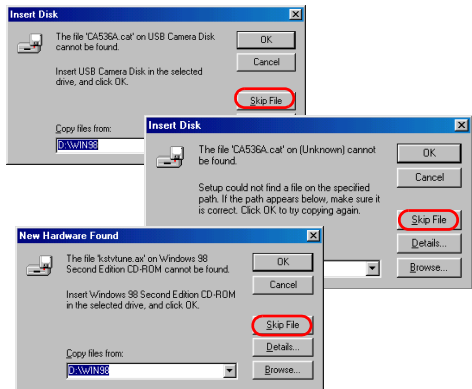 Insert Disk
The file 'CA536A.cat' on USB Camera Disk
cannot be found.
Insert USB Camera Disk in the selected
drive, and click OK.
OK
Cancel
Skip File
Copy files from:
D:\WIN98
Insert Disk
The file 'CA536A.cat' on (Unknown) cannot
be found.
Setup could not find a file on the specified
path. If the path appears below, make sure it
is correct. Click OK to try copying again.
OK
Cancel
Skip File
Details...
Browse...
New Hardware Found
The file 'kstvtune.ax' on Windows 98
Second Edition CD-ROM cannot be found.
Insert Windows 98 Second Edition CD-ROM
in the selected drive, and click OK.
OK
Cancel
Skip File
Details...
Copy files from:
D:\WIN98
Browse...